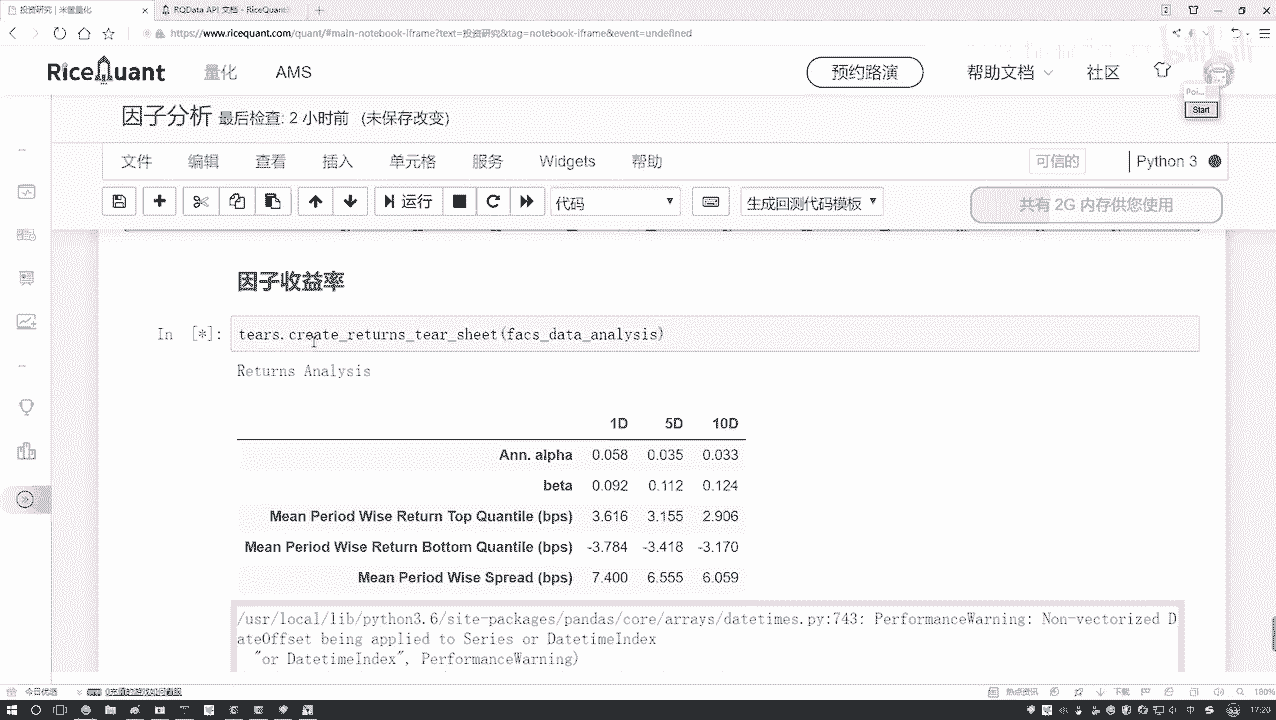 投资研究 | 米筐量化
RQData API 文档 - RiceQuant
https://www.ricequant.com/quant/#main-notebook-iframe?text=投资研究&tag=notebook-iframe&event=undefined
RiceQuant 量化 AMS 预约路演 帮助文档 社区
Start
因子分析 最后检查: 2 小时前 (未保存改变)
文件 编辑 查看 插入 单元格 服务 Widgets 帮助 可信的 Python 3
运行 代码 生成回测代码模板 共有 2G 内存供您使用
因子收益率
In [*]: tears.create_returns_tear_sheet(facs_data_analysis)
Returns Analysis
1D 5D 10D
Ann. alpha 0.058 0.035 0.033
beta 0.092 0.112 0.124
Mean Period Wise Return Top Quantile (bps) 3.916 3.155 2.906
Mean Period Wise Return Bottom Quantile (bps) -3.784 -3.418 -3.170
Mean Period Wise Spread (bps) 7.700 6.555 6.059
/usr/local/lib/python3.6/site-packages/pandas/core/arrays/datetimes.py:743: PerformanceWarning: Non-vectorized D
ateOffset being applied to Series or DatetimeIndex
"or DatetimeIndex", PerformanceWarning)
热点资讯 下载 180%
17:20